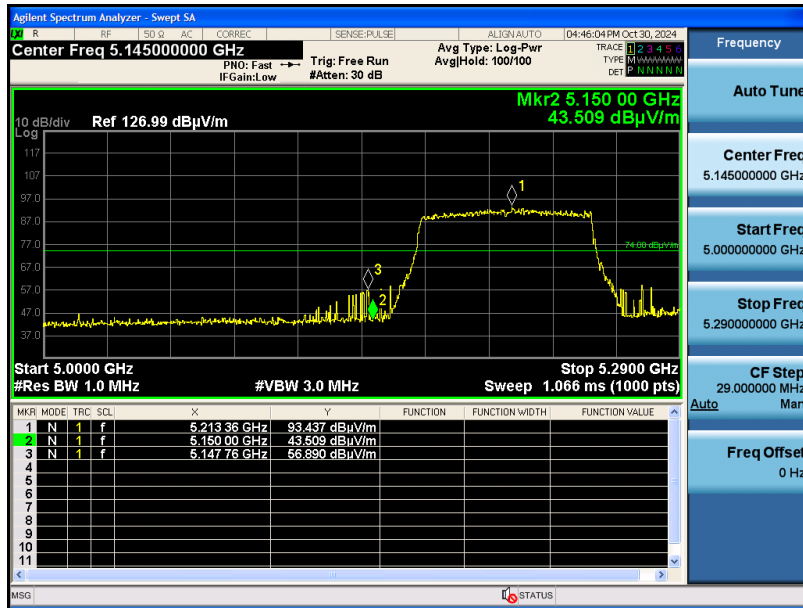 Agilent Spectrum Analyzer - Swept SA
LXI R RF 50 Ω AC CORREC SENSE:PULSE ALIGN AUTO 04:46:04 PM Oct 30, 2024
Center Freq 5.145000000 GHz
PNO: Fast
IFGain:Low
Trig: Free Run
#Atten: 30 dB
Avg Type: Log-Pwr
Avg|Hold: 100/100
TRACE 1 2 3 4 5 6
TYPE M
DET P N N N N N
Mkr2 5.150 00 GHz
43.509 dBµV/m
10 dB/div Ref 126.99 dBµV/m
Log
117
107
97.0
87.0
77.0
67.0
57.0
47.0
37.0
1
2
3
74.00 dBµV/m
Start 5.0000 GHz Stop 5.2900 GHz
#Res BW 1.0 MHz #VBW 3.0 MHz Sweep 1.066 ms (1000 pts)
MKR MODE TRC SCL X Y FUNCTION FUNCTION WIDTH FUNCTION VALUE
1 N 1 f 5.213 36 GHz 93.437 dBµV/m
2 N 1 f 5.150 00 GHz 43.509 dBµV/m
3 N 1 f 5.147 76 GHz 56.890 dBµV/m
4
5
6
7
8
9
10
11
MSG STATUS
Frequency
Auto Tune
Center Freq
5.145000000 GHz
Start Freq
5.000000000 GHz
Stop Freq
5.290000000 GHz
CF Step
29.000000 MHz
Auto Man
Freq Offset
0 Hz